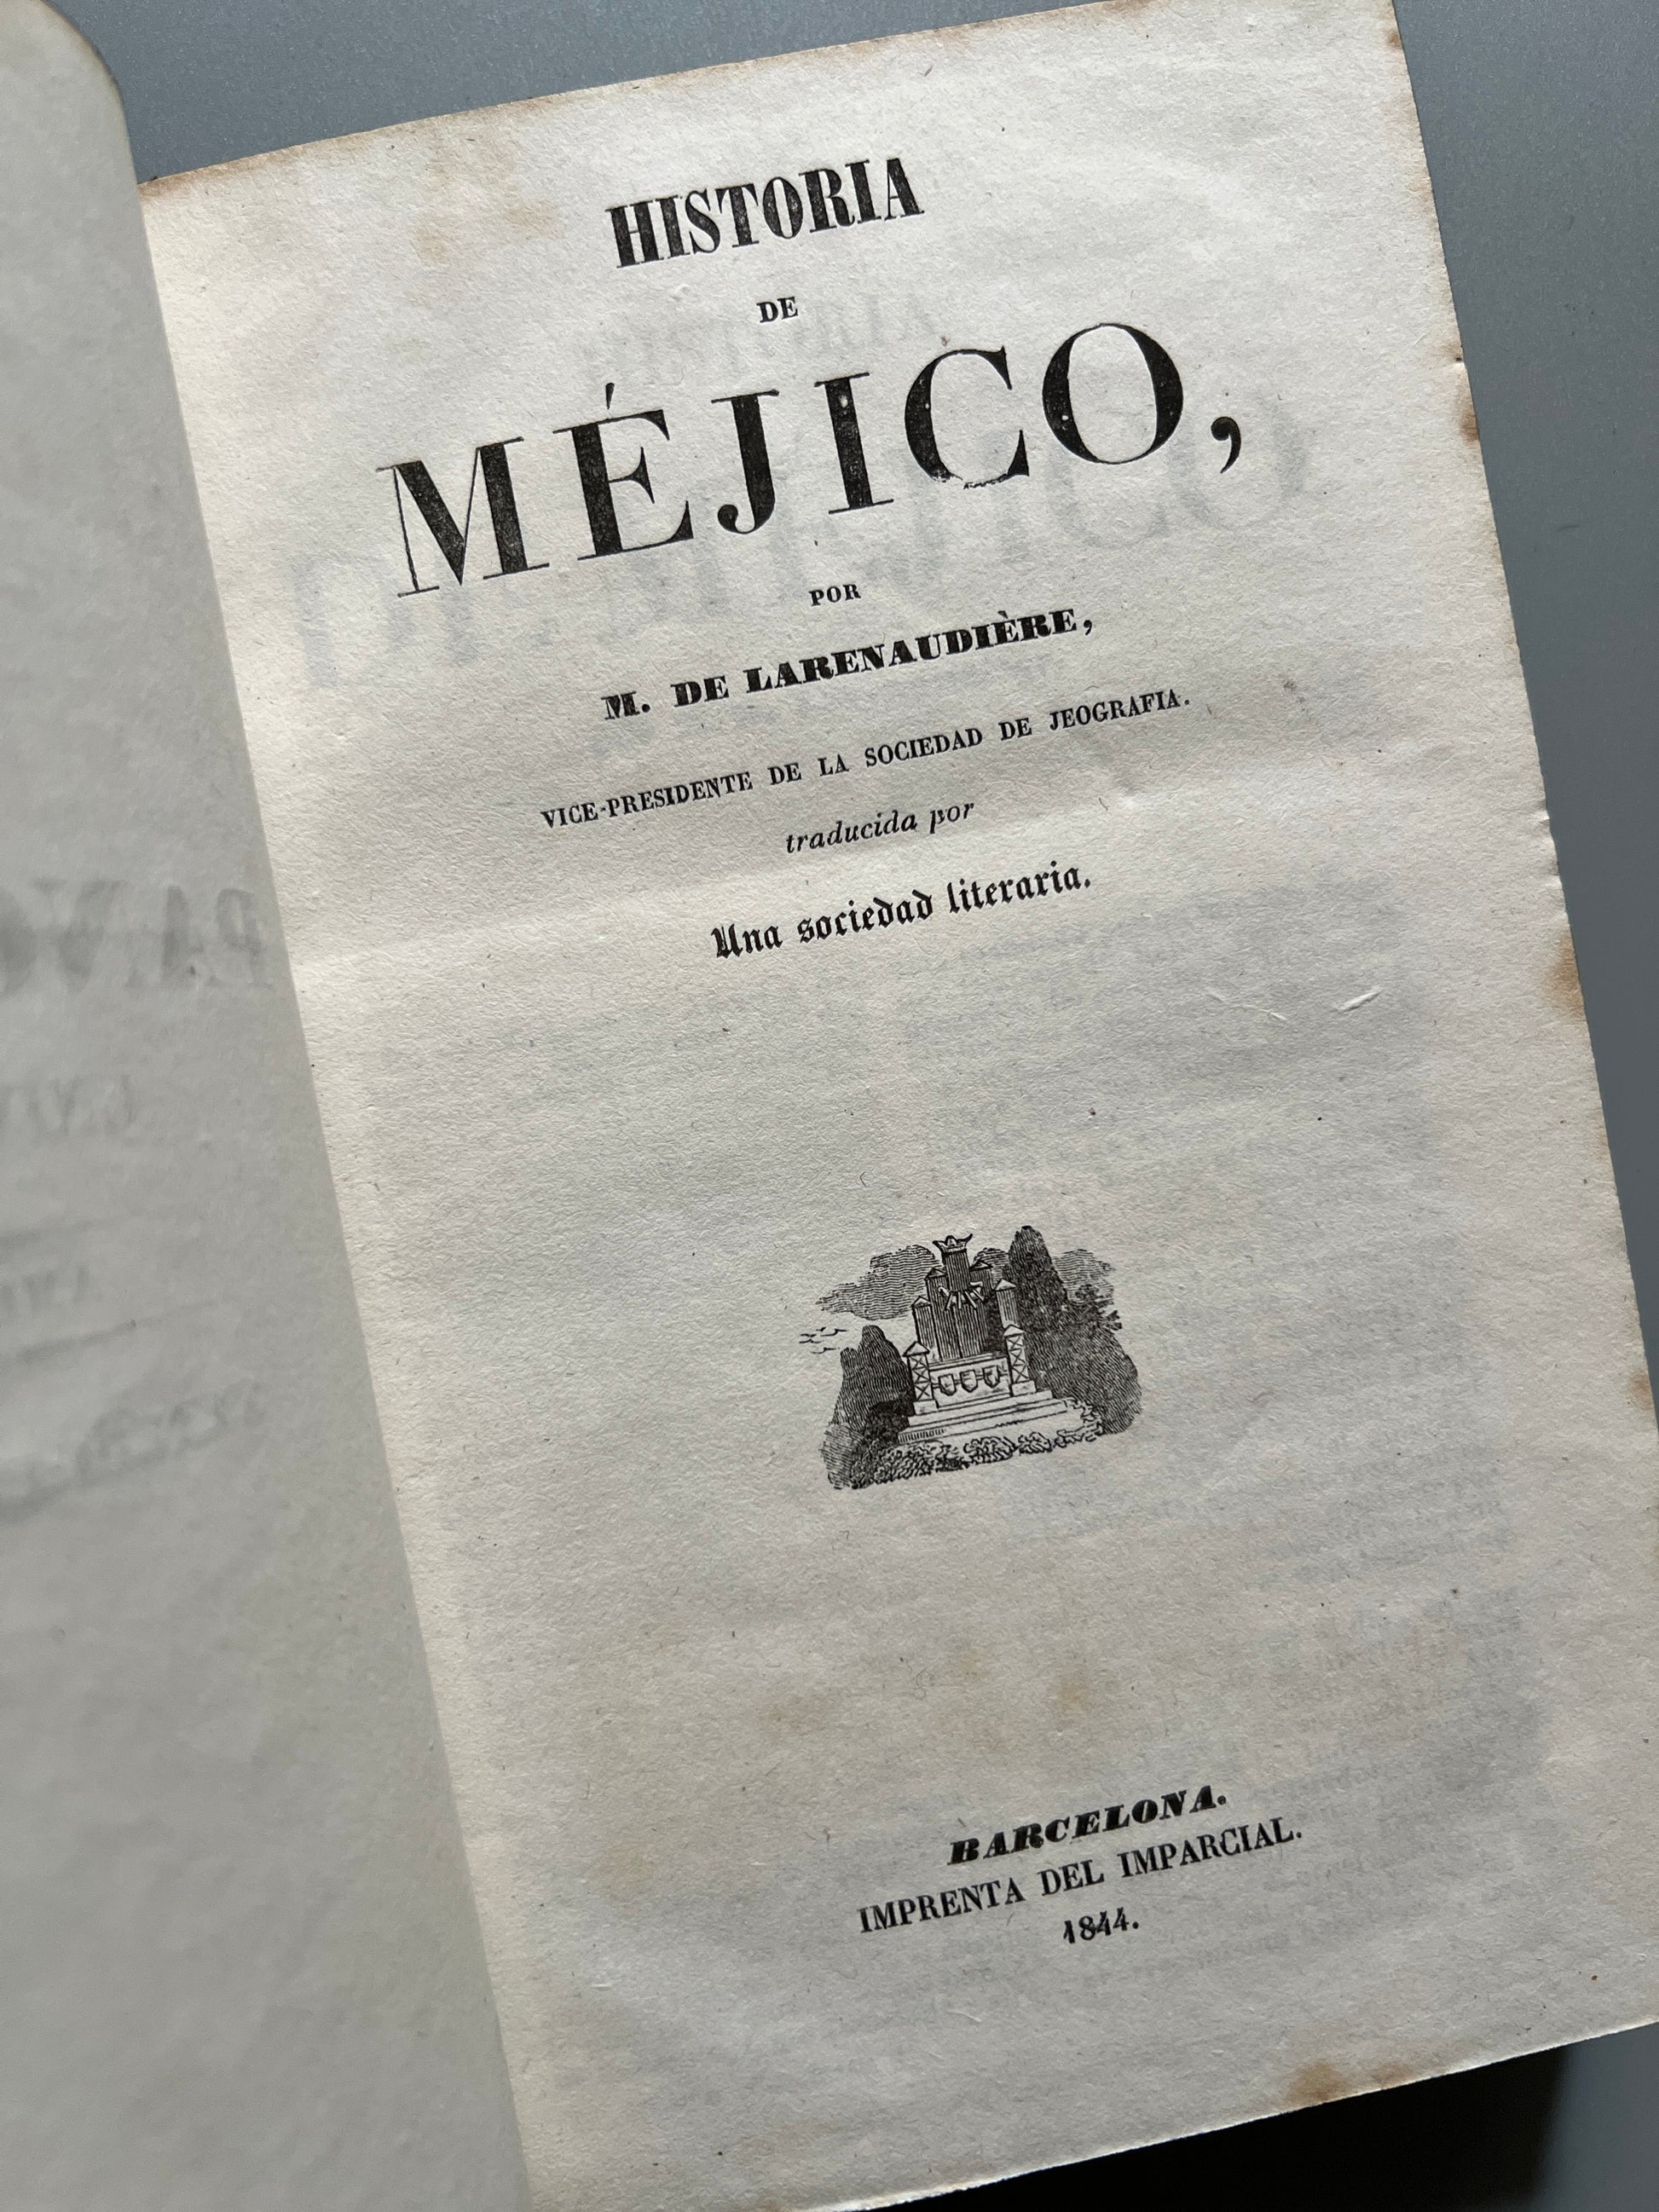 HISTORIA
DE
MÉJICO,
POR
M. DE LARENAUDIÈRE,
VICE-PRESIDENTE DE LA SOCIEDAD DE JEOGRAFIA.
traducida por
Una sociedad literaria.
BARCELONA.
IMPRENTA DEL IMPARCIAL.
1844.